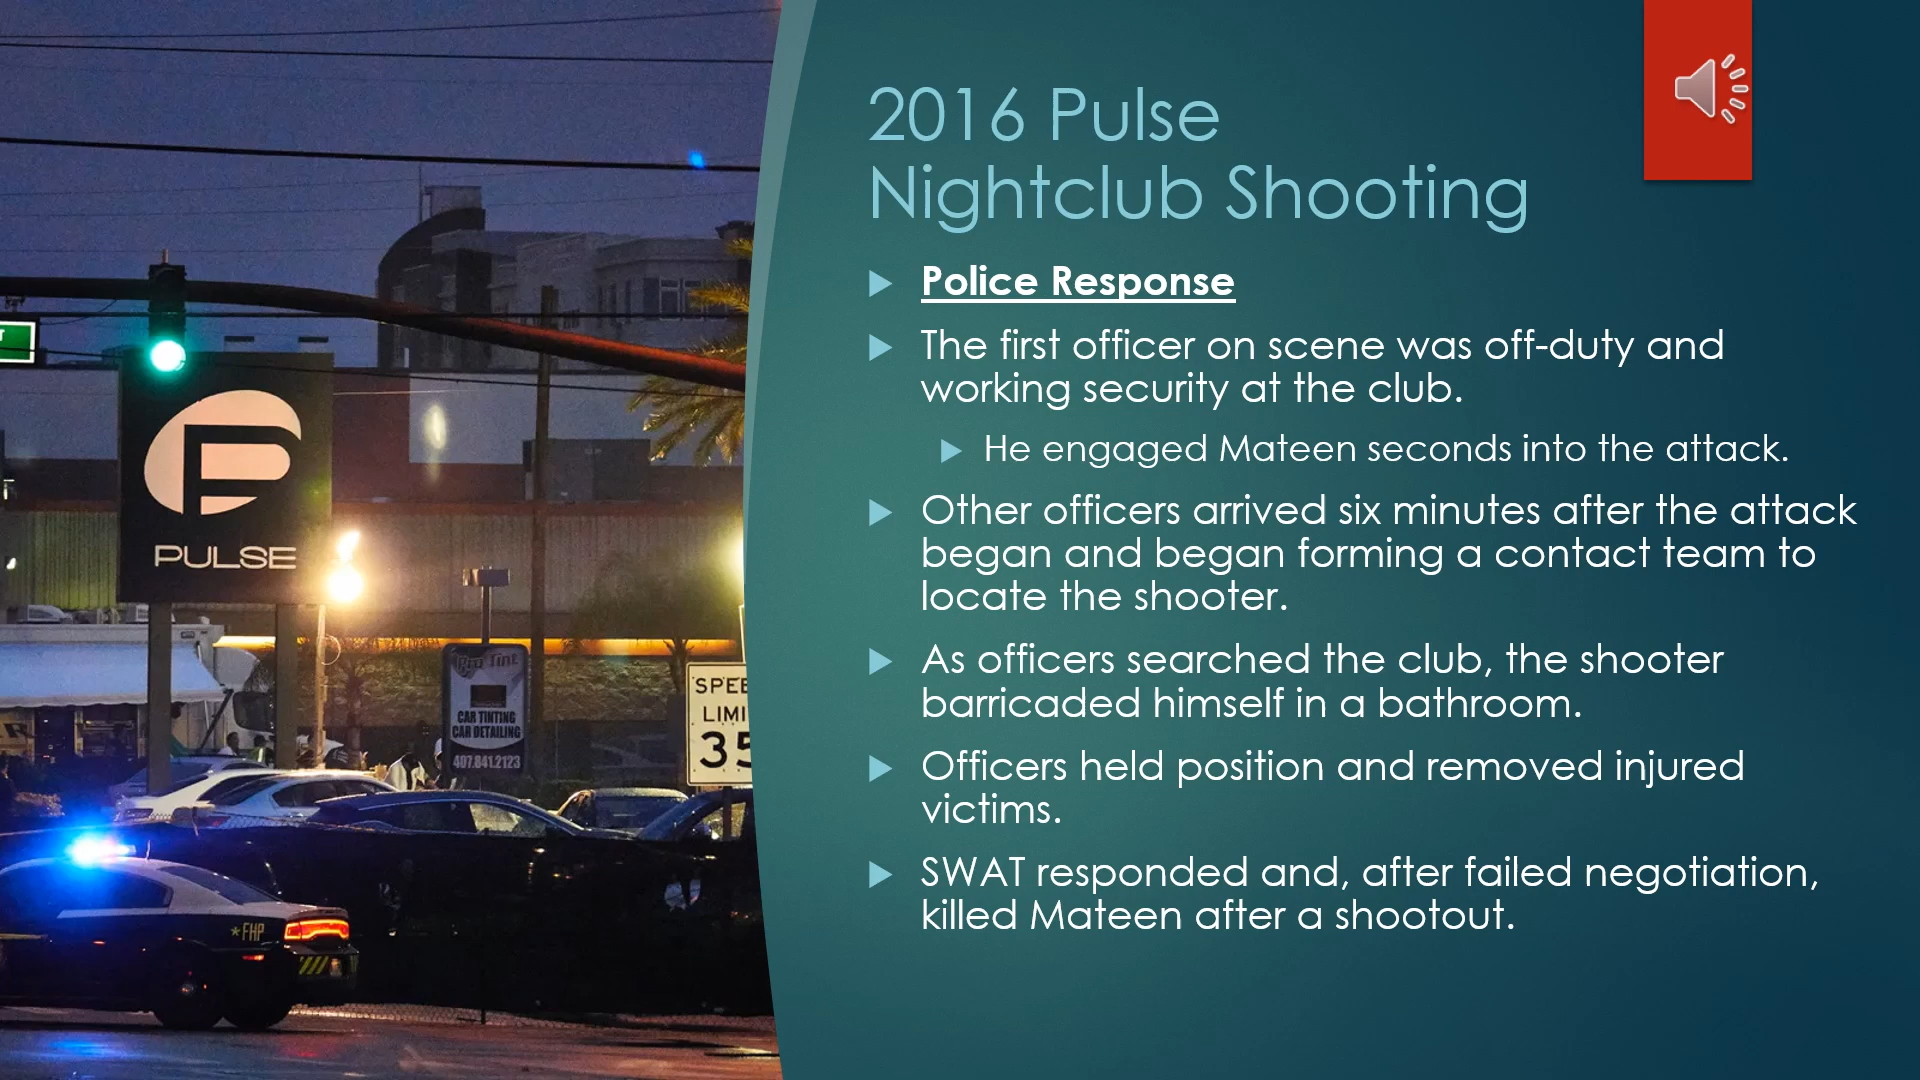 2016 Pulse
Nightclub Shooting
Police Response
The first officer on scene was off-duty and
working security at the club.
He engaged Mateen seconds into the attack.
Other officers arrived six minutes after the attack
began and began forming a contact team to
locate the shooter.
As officers searched the club, the shooter
barricaded himself in a bathroom.
Officers held position and removed injured
victims.
SWAT responded and, after failed negotiation,
killed Mateen after a shootout.
T
PULSE
Pro Tint
CAR TINTING
CAR DETAILING
407.841.2123
SPEE
LIMI
35
*FHP